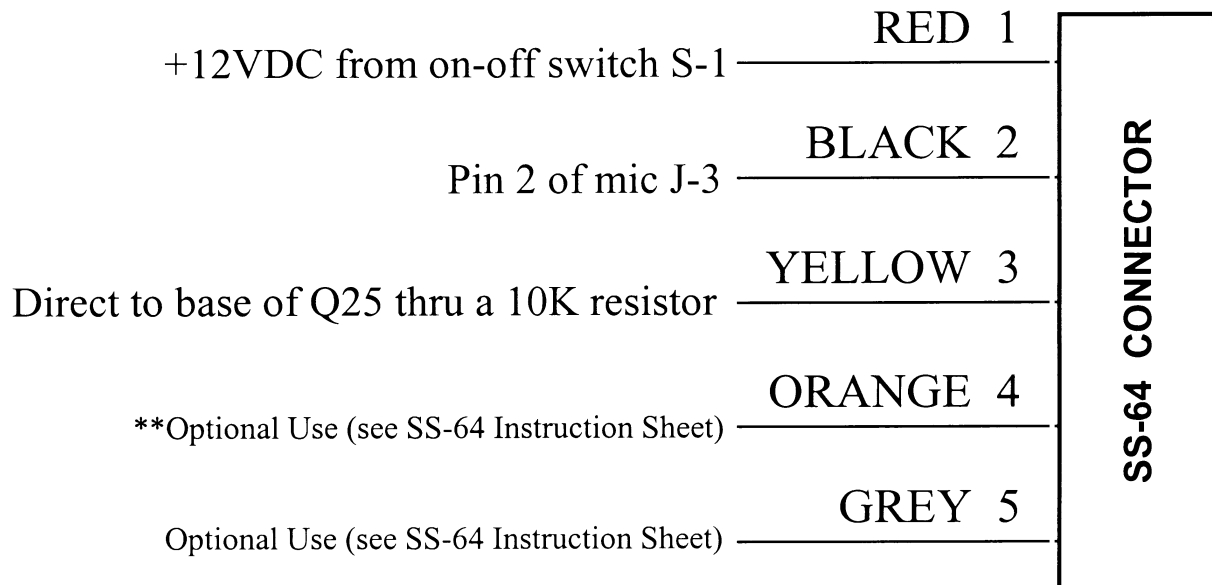 RED 1
+12VDC from on-off switch S-1
BLACK 2
Pin 2 of mic J-3
YELLOW 3
Direct to base of Q25 thru a 10K resistor
ORANGE 4
**Optional Use (see SS-64 Instruction Sheet)
GREY 5
Optional Use (see SS-64 Instruction Sheet)
SS-64 CONNECTOR